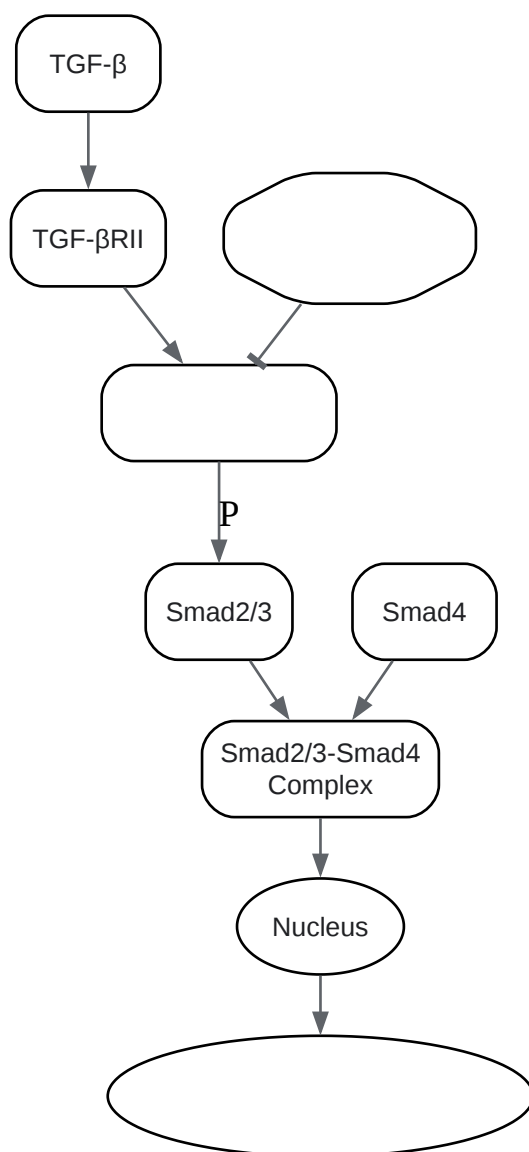 TGF-β
TGF-βRII
P
Smad2/3
Smad4
Smad2/3-Smad4
Complex
Nucleus